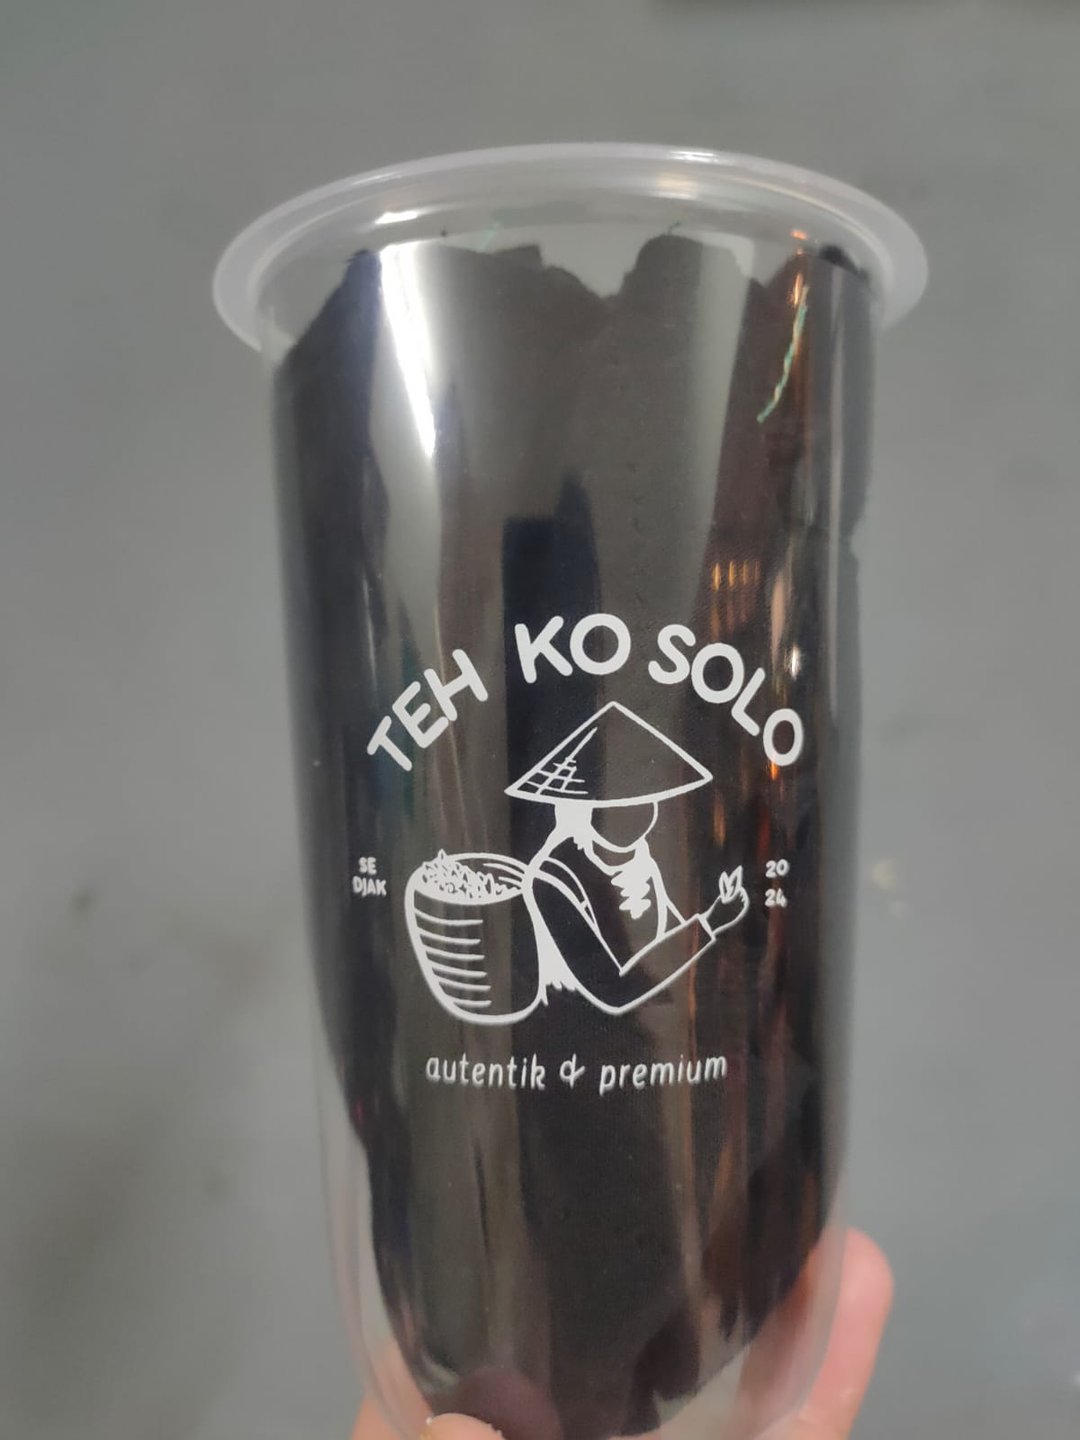 TEH KO SOLO
SE
DJAK
20
24
autentik & premium